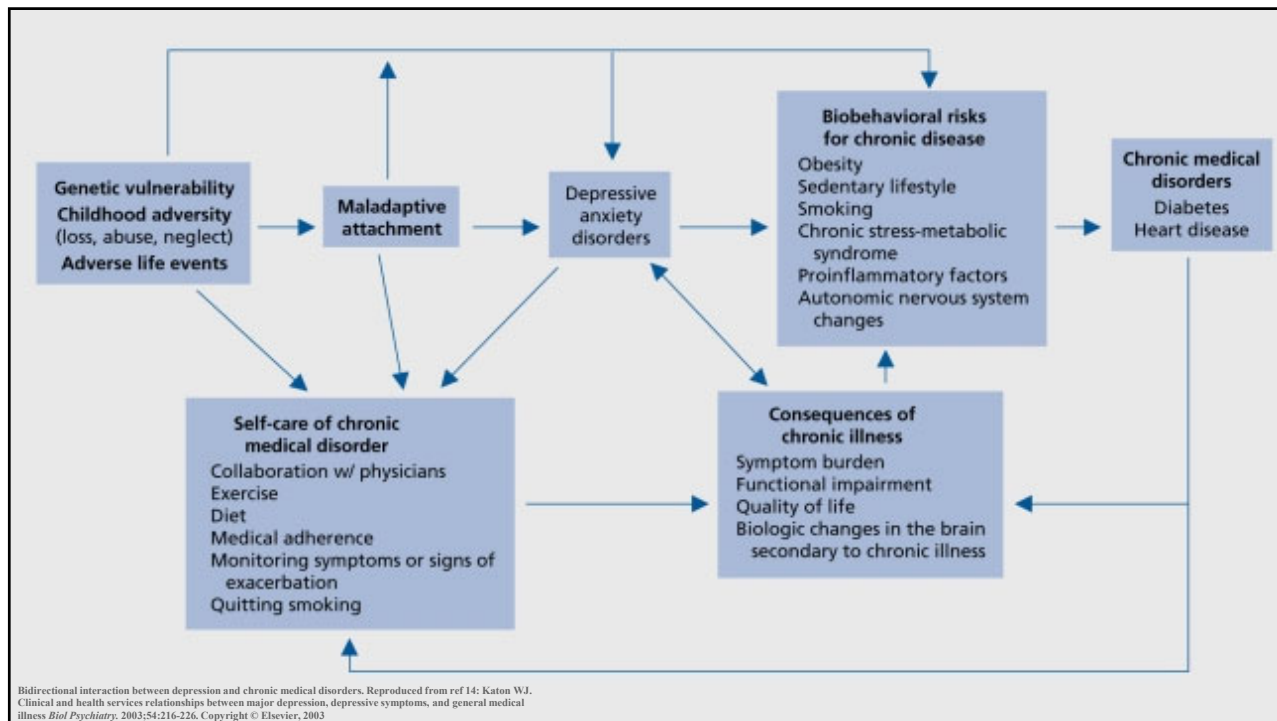 Genetic vulnerability
Childhood adversity
(loss, abuse, neglect)
Adverse life events
Maladaptive
attachment
Depressive
anxiety
disorders
Biobehavioral risks
for chronic disease
Obesity
Sedentary lifestyle
Smoking
Chronic stress-metabolic
syndrome
Proinflammatory factors
Autonomic nervous system
changes
Chronic medical
disorders
Diabetes
Heart disease
Self-care of chronic
medical disorder
Collaboration w/ physicians
Exercise
Diet
Medical adherence
Monitoring symptoms or signs of
exacerbation
Quitting smoking
Consequences of
chronic illness
Symptom burden
Functional impairment
Quality of life
Biologic changes in the brain
secondary to chronic illness
Bidirectional interaction between depression and chronic medical disorders. Reproduced from ref 14: Katon WJ.
Clinical and health services relationships between major depression, depressive symptoms, and general medical
illness Biol Psychiatry. 2003;54:216-226. Copyright © Elsevier, 2003